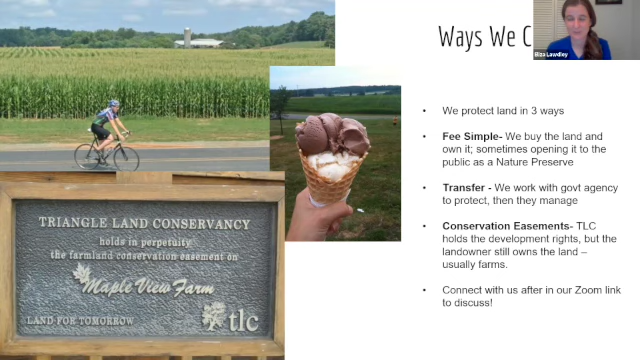 Ways We C
Biza Lawdley
TRIANGLE LAND CONSERVANCY
holds in perpetuity
the farmland conservation easement on
Maple View Farm
LAND FOR TOMORROW
tlc
• We protect land in 3 ways
• Fee Simple- We buy the land and
own it; sometimes opening it to the
public as a Nature Preserve
• Transfer - We work with govt agency
to protect, then they manage
• Conservation Easements- TLC
holds the development rights, but the
landowner still owns the land –
usually farms.
• Connect with us after in our Zoom link
to discuss!